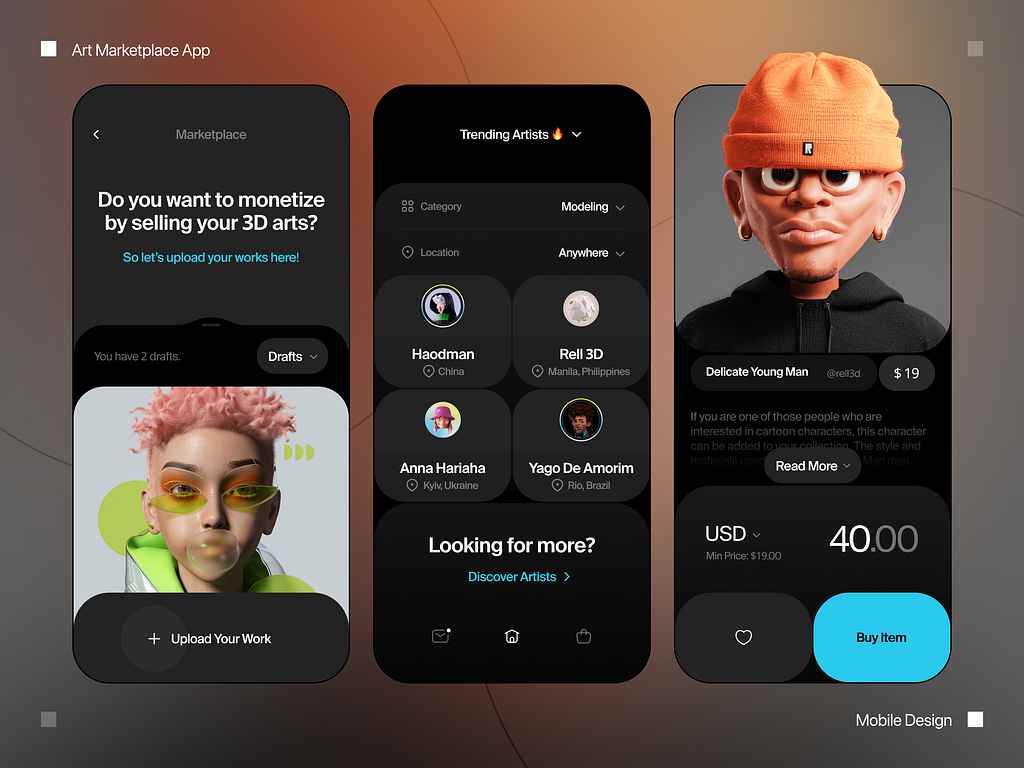 Art Marketplace App
Marketplace
Do you want to monetize
by selling your 3D arts?
So let's upload your works here!
You have 2 drafts.
Drafts
Upload Your Work
Trending Artists 🔥
Category
Modeling
Location
Anywhere
Haodman
China
Rell 3D
Manila, Philippines
Anna Hariaha
Kyiv, Ukraine
Yago De Amorim
Rio, Brazil
Looking for more?
Discover Artists
R
Delicate Young Man
@rell3d
$ 19
If you are one of those people who are
interested in cartoon characters, this character
can be added to your collection. The style and
materials used Man desi...
Read More
USD
40.00
Min Price: $19.00
Buy Item
Mobile Design